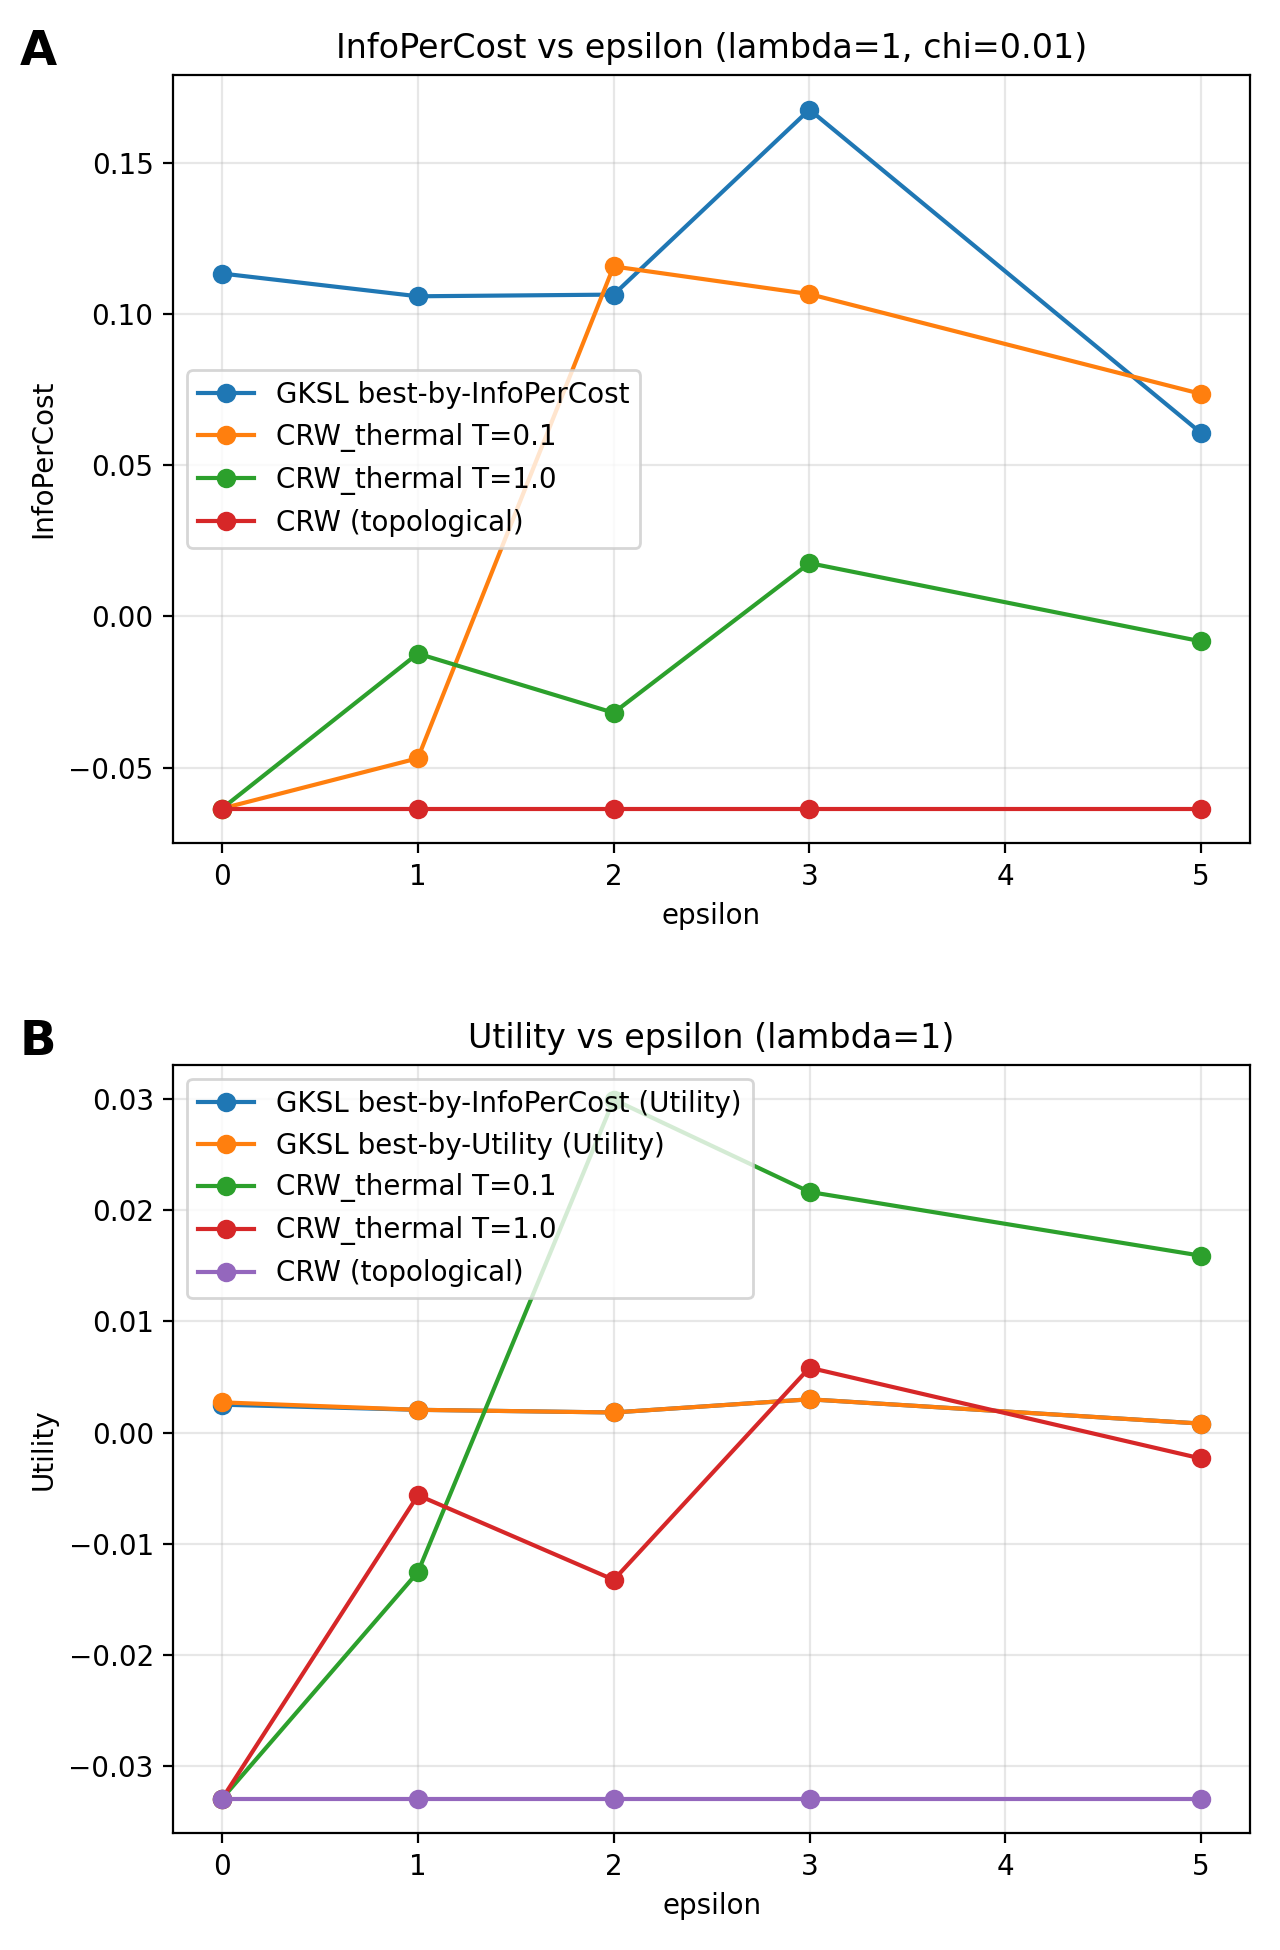 A
InfoPerCost vs epsilon (lambda=1, chi=0.01)
0.15
0.10
0.05
0.00
−0.05
InfoPerCost
GKSL best-by-InfoPerCost
CRW_thermal T=0.1
CRW_thermal T=1.0
CRW (topological)
0 1 2 3 4 5
epsilon
B
Utility vs epsilon (lambda=1)
0.03
0.02
0.01
0.00
−0.01
−0.02
−0.03
Utility
GKSL best-by-InfoPerCost (Utility)
GKSL best-by-Utility (Utility)
CRW_thermal T=0.1
CRW_thermal T=1.0
CRW (topological)
0 1 2 3 4 5
epsilon